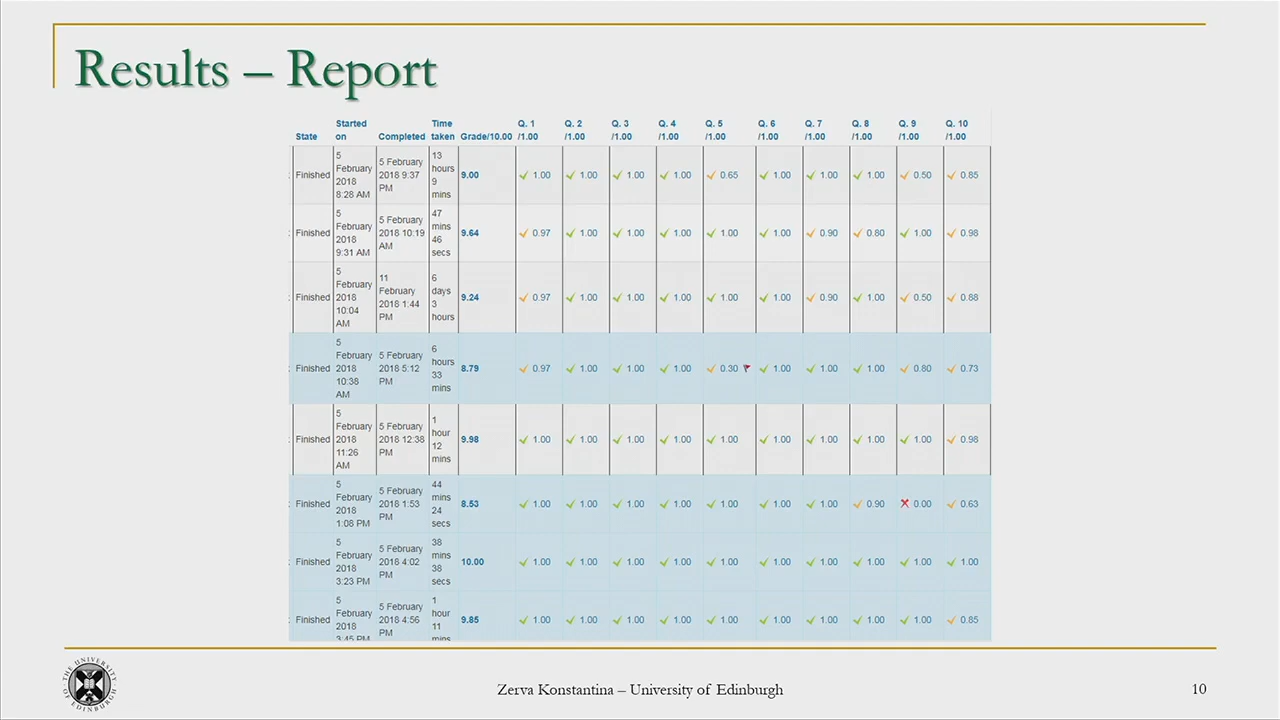 Results – Report
State Started on Completed Time taken Grade/10.00 Q. 1 /1.00 Q. 2 /1.00 Q. 3 /1.00 Q. 4 /1.00 Q. 5 /1.00 Q. 6 /1.00 Q. 7 /1.00 Q. 8 /1.00 Q. 9 /1.00 Q. 10 /1.00
Finished 5 February 2018 8:28 AM 5 February 2018 9:37 PM 13 hours 9 mins 9.00 1.00 1.00 1.00 1.00 0.65 1.00 1.00 1.00 0.50 0.85
Finished 5 February 2018 9:31 AM 5 February 2018 10:19 AM 47 mins 46 secs 9.64 0.97 1.00 1.00 1.00 1.00 1.00 0.90 0.80 1.00 0.98
Finished 5 February 2018 10:04 AM 11 February 2018 1:44 PM 6 days 3 hours 9.24 0.97 1.00 1.00 1.00 1.00 1.00 0.90 1.00 0.50 0.88
Finished 5 February 2018 10:38 AM 5 February 2018 5:12 PM 6 hours 33 mins 8.79 0.97 1.00 1.00 1.00 0.30 1.00 1.00 1.00 0.80 0.73
Finished 5 February 2018 11:26 AM 5 February 2018 12:38 PM 1 hour 12 mins 9.98 1.00 1.00 1.00 1.00 1.00 1.00 1.00 1.00 1.00 0.98
Finished 5 February 2018 1:08 PM 5 February 2018 1:53 PM 44 mins 24 secs 8.53 1.00 1.00 1.00 1.00 1.00 1.00 1.00 0.90 0.00 0.63
Finished 5 February 2018 3:23 PM 5 February 2018 4:02 PM 38 mins 38 secs 10.00 1.00 1.00 1.00 1.00 1.00 1.00 1.00 1.00 1.00 1.00
Finished 5 February 2018 3:45 PM 5 February 2018 4:56 PM 1 hour 11 mins 9.85 1.00 1.00 1.00 1.00 1.00 1.00 1.00 1.00 1.00 0.85
THE UNIVERSITY OF EDINBURGH
Zerva Konstantina – University of Edinburgh
10